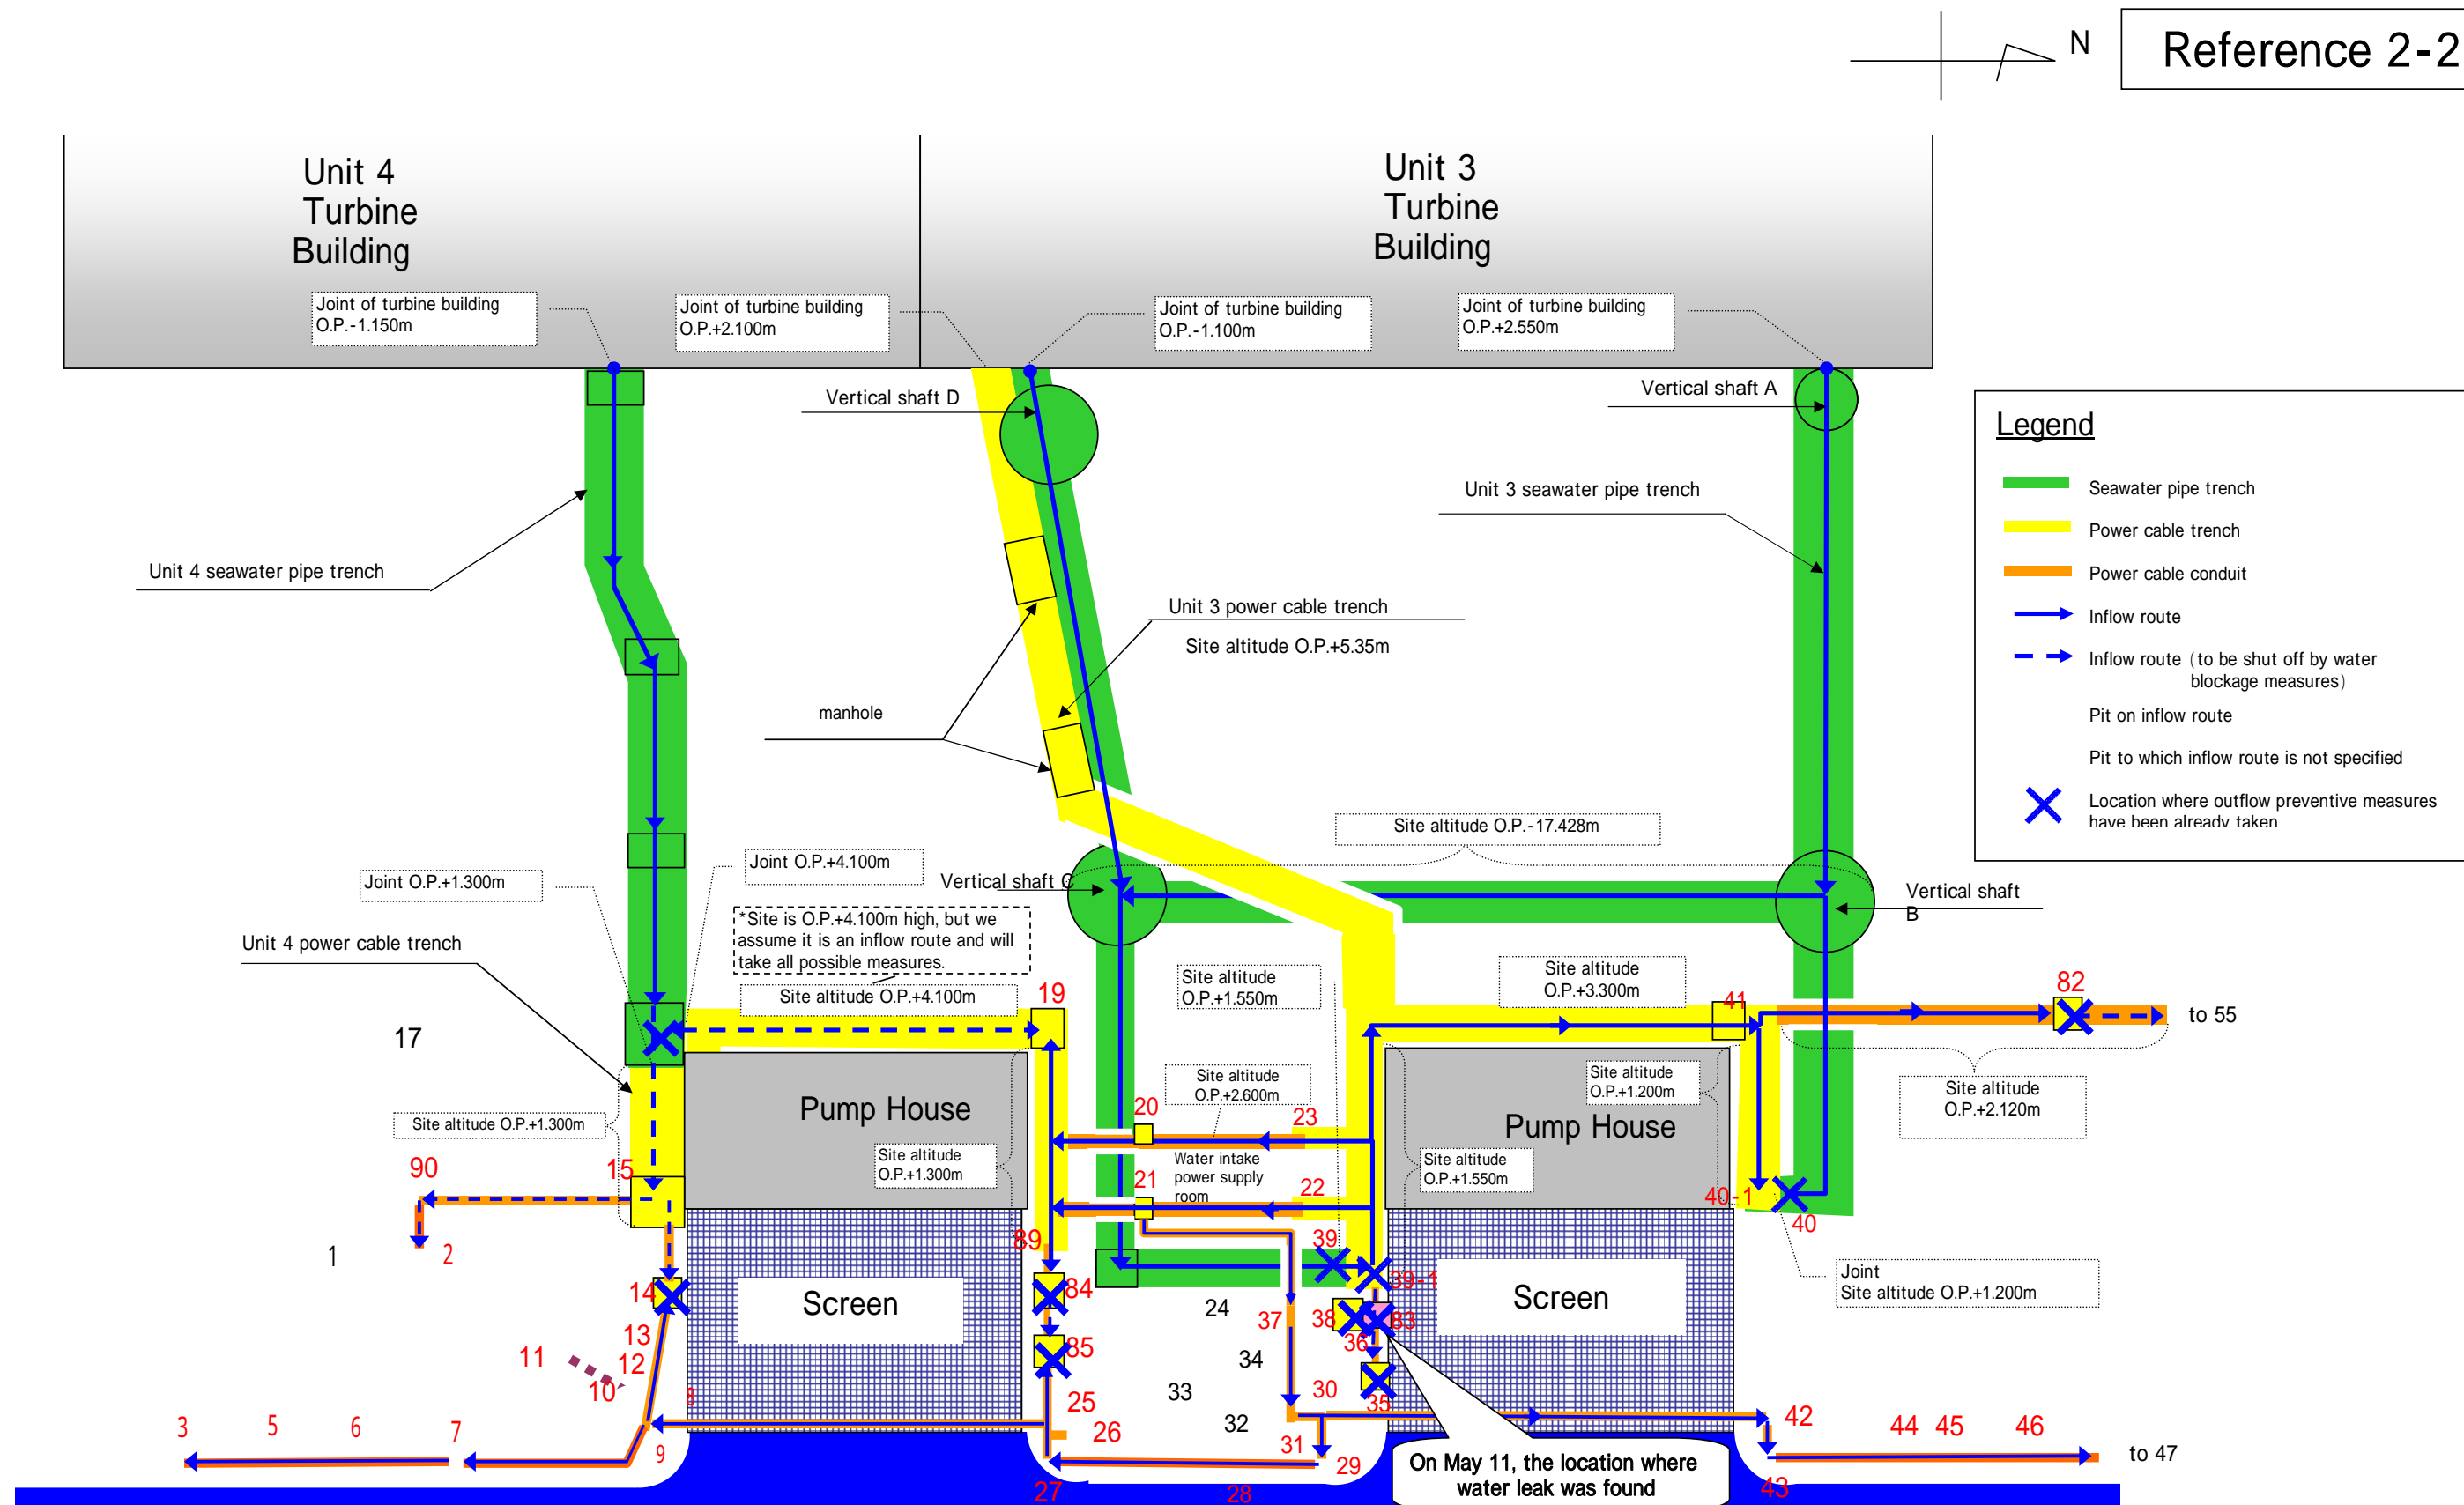 N
Reference 2-2
Unit 4
Turbine
Building
Unit 3
Turbine
Building
Joint of turbine building
O.P.-1.150m
Joint of turbine building
O.P.+2.100m
Joint of turbine building
O.P.-1.100m
Joint of turbine building
O.P.+2.550m
Vertical shaft D
Vertical shaft A
Legend
Seawater pipe trench
Power cable trench
Power cable conduit
Inflow route
Inflow route (to be shut off by water
blockage measures)
Pit on inflow route
Pit to which inflow route is not specified
Location where outflow preventive measures
have been already taken
Unit 3 seawater pipe trench
Unit 4 seawater pipe trench
Unit 3 power cable trench
Site altitude O.P.+5.35m
manhole
Site altitude O.P.-17.428m
Joint O.P.+4.100m
Joint O.P.+1.300m
Vertical shaft C
Vertical shaft
B
*Site is O.P.+4.100m high, but we
assume it is an inflow route and will
take all possible measures.
Unit 4 power cable trench
Site altitude O.P.+4.100m
Site altitude
O.P.+1.550m
Site altitude
O.P.+3.300m
19
41
82
to 55
17
Site altitude O.P.+1.300m
Pump House
Site altitude
O.P.+1.300m
Site altitude
O.P.+2.600m
20
23
Water intake
power supply
room
21
22
Site altitude
O.P.+1.200m
Pump House
Site altitude
O.P.+1.550m
Site altitude
O.P.+2.120m
90
15
40-1
40
1
2
89
39
39-1
Joint
Site altitude O.P.+1.200m
14
Screen
84
24
37
38
83
Screen
13
12
11
10
85
34
36
33
30
35
8
25
26
32
31
42
3
5
6
7
9
44
45
46
29
27
28
43
to 47
On May 11, the location where
water leak was found